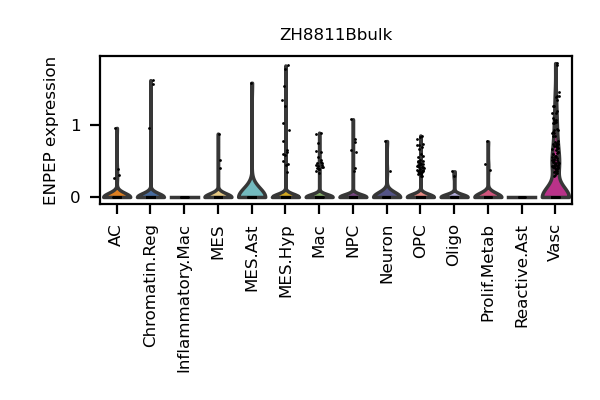 ZH8811Bbulk
ENPEP expression
1
0
AC
Chromatin.Reg
Inflammatory.Mac
MES
MES.Ast
MES.Hyp
Mac
NPC
Neuron
OPC
Oligo
Prolif.Metab
Reactive.Ast
Vasc